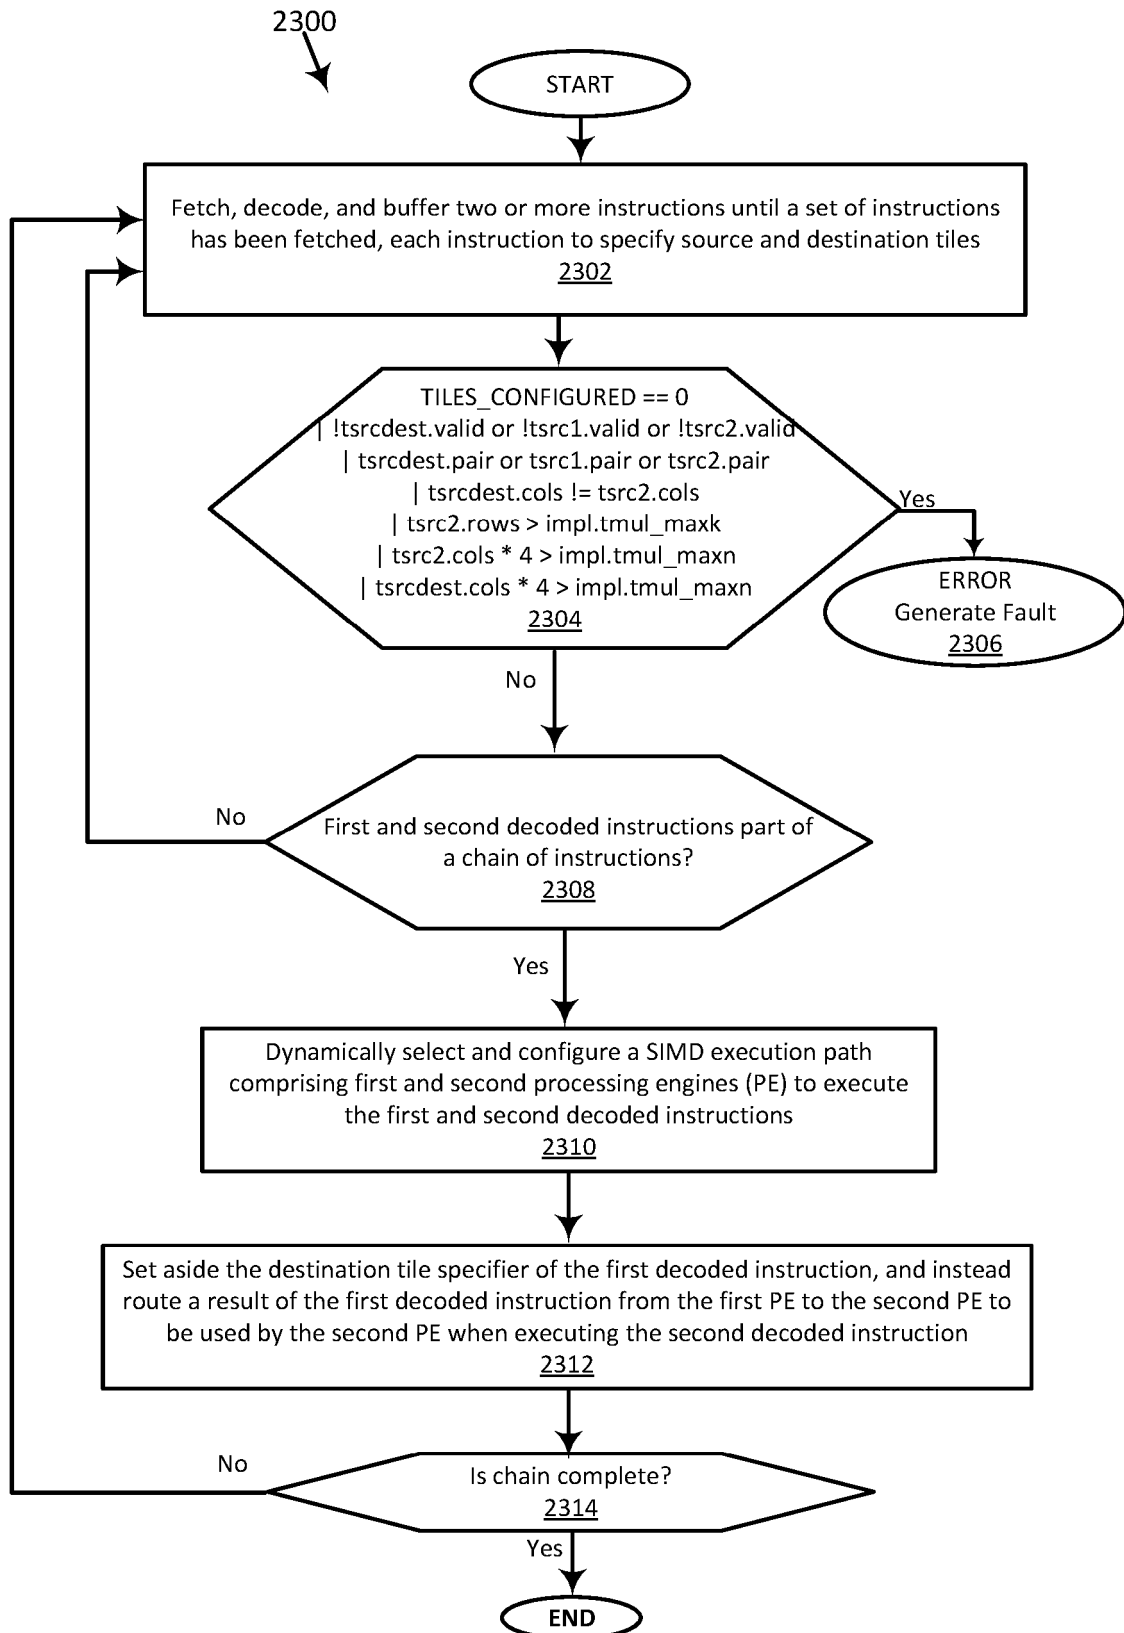 2300
START
Fetch, decode, and buffer two or more instructions until a set of instructions
has been fetched, each instruction to specify source and destination tiles
2302
TILES_CONFIGURED == 0
| !tsrcdest.valid or !tsrc1.valid or !tsrc2.valid
| tsrcdest.pair or tsrc1.pair or tsrc2.pair
| tsrcdest.cols != tsrc2.cols
| tsrc2.rows > impl.tmul_maxk
| tsrc2.cols * 4 > impl.tmul_maxn
| tsrcdest.cols * 4 > impl.tmul_maxn
2304
Yes
ERROR
Generate Fault
2306
No
No
First and second decoded instructions part of
a chain of instructions?
2308
Yes
Dynamically select and configure a SIMD execution path
comprising first and second processing engines (PE) to execute
the first and second decoded instructions
2310
Set aside the destination tile specifier of the first decoded instruction, and instead
route a result of the first decoded instruction from the first PE to the second PE to
be used by the second PE when executing the second decoded instruction
2312
No
Is chain complete?
2314
Yes
END